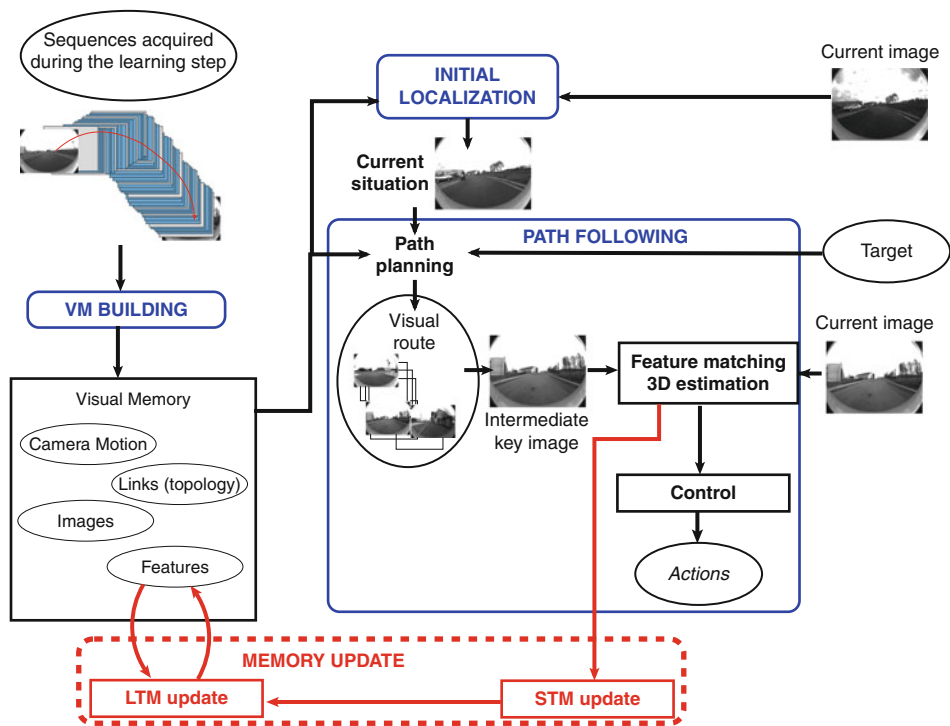 Sequences acquired
during the learning step
INITIAL
LOCALIZATION
Current image
Current
situation
PATH FOLLOWING
Path
planning
Target
VM BUILDING
Visual
route
Current image
Feature matching
3D estimation
Visual Memory
Intermediate
key image
Camera Motion
Links (topology)
Control
Images
Features
Actions
MEMORY UPDATE
LTM update
STM update